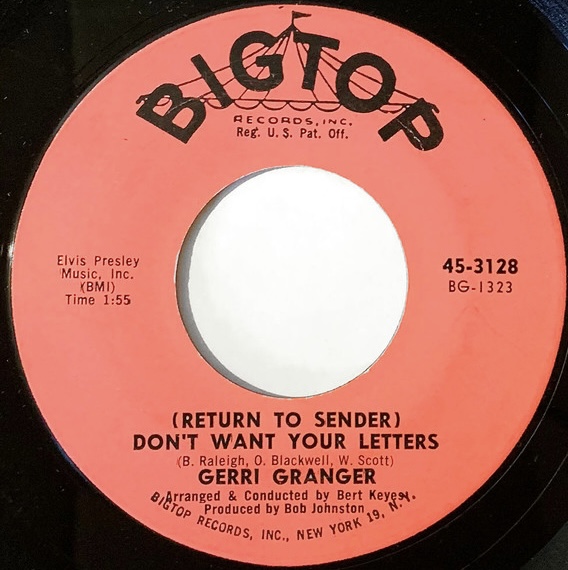 BIGTOP
RECORDS, INC.
Reg. U.S. Pat. Off.
Elvis Presley
Music, Inc.
(BMI)
Time 1:55
45-3128
BG-1323
(RETURN TO SENDER)
DON'T WANT YOUR LETTERS
(B. Raleigh, O. Blackwell, W. Scott)
GERRI GRANGER
Arranged & Conducted by Bert Keyes
Produced by Bob Johnston
BIGTOP RECORDS, INC., NEW YORK 19, N.Y.